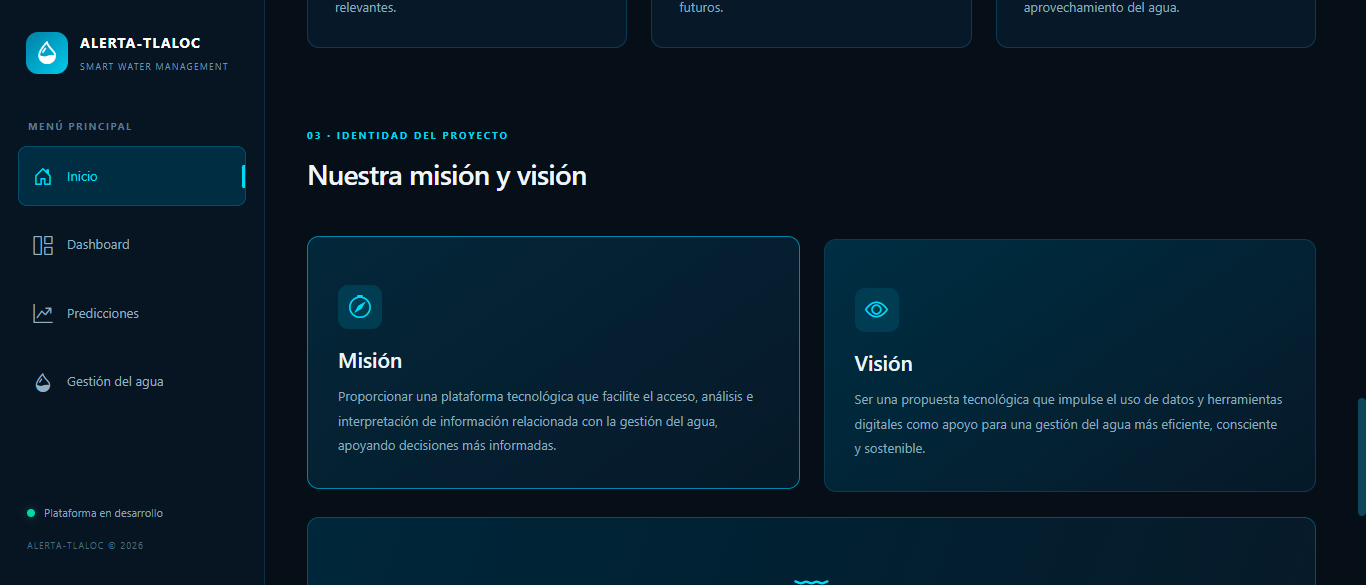 ALERTA-TLALOC
SMART WATER MANAGEMENT
MENÚ PRINCIPAL
Inicio
Dashboard
Predicciones
Gestión del agua
Plataforma en desarrollo
ALERTA-TLALOC © 2026
relevantes.
futuros.
aprovechamiento del agua.
03 · IDENTIDAD DEL PROYECTO
Nuestra misión y visión
Misión
Proporcionar una plataforma tecnológica que facilite el acceso, análisis e
interpretación de información relacionada con la gestión del agua,
apoyando decisiones más informadas.
Visión
Ser una propuesta tecnológica que impulse el uso de datos y herramientas
digitales como apoyo para una gestión del agua más eficiente, consciente
y sostenible.